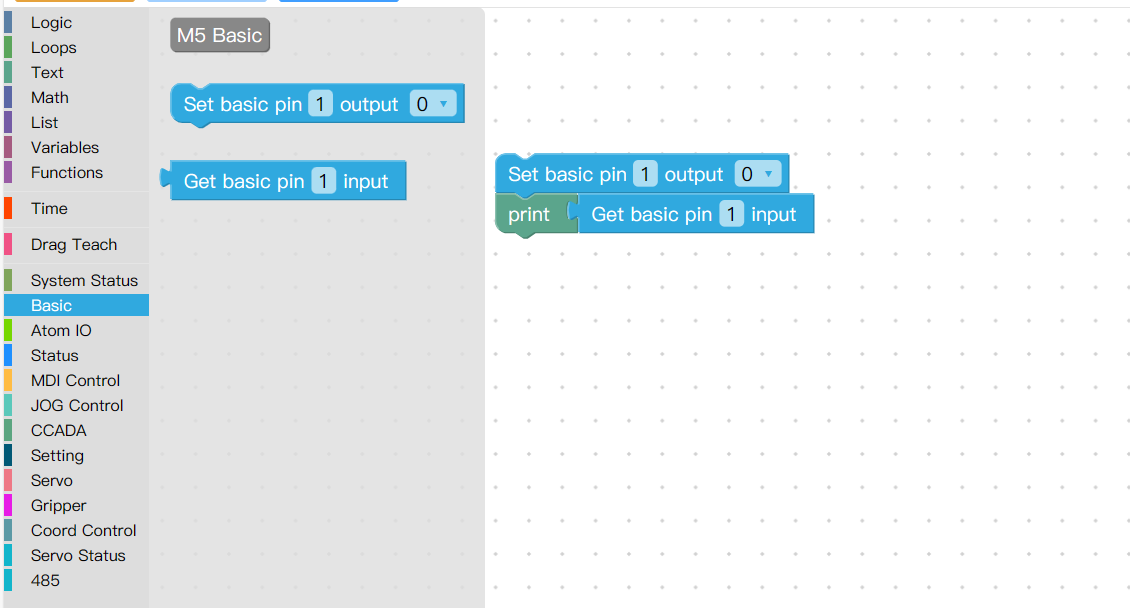 Logic
Loops
Text
Math
List
Variables
Functions
Time
Drag Teach
System Status
Basic
Atom IO
Status
MDI Control
JOG Control
CCADA
Setting
Servo
Gripper
Coord Control
Servo Status
485
M5 Basic
Set basic pin 1 output 0
Get basic pin 1 input
Set basic pin 1 output 0
print Get basic pin 1 input